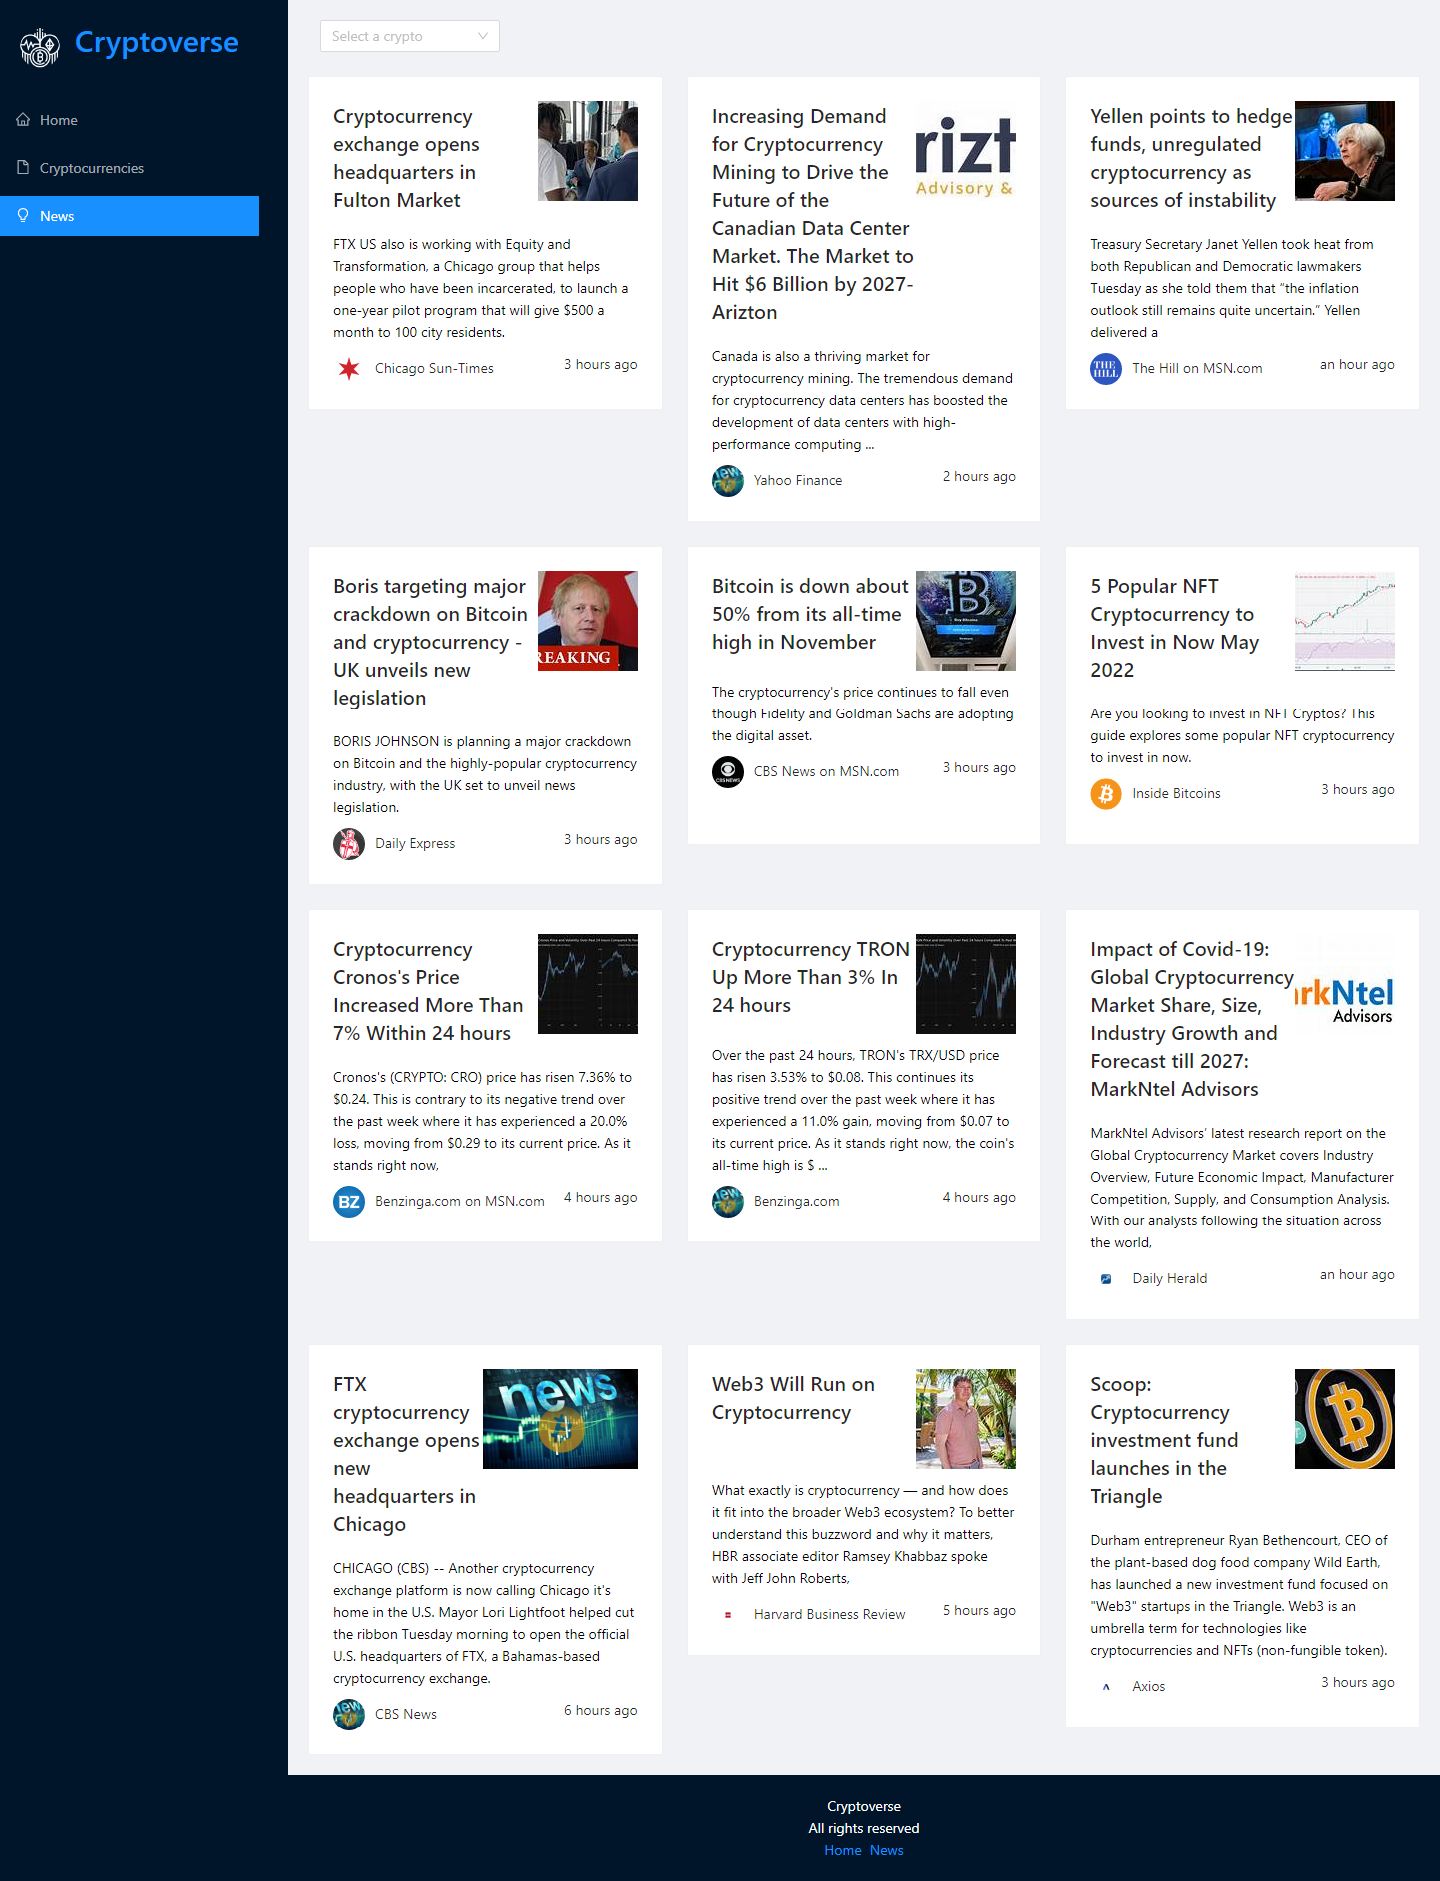 Cryptoverse
Home
Cryptocurrencies
News
Select a crypto
Cryptocurrency
exchange opens
headquarters in
Fulton Market
FTX US also is working with Equity and
Transformation, a Chicago group that helps
people who have been incarcerated, to launch a
one-year pilot program that will give $500 a
month to 100 city residents.
Chicago Sun-Times
3 hours ago
Increasing Demand
for Cryptocurrency
Mining to Drive the
Future of the
Canadian Data Center
Market. The Market to
Hit $6 Billion by 2027-
Arizton
rizt
Advisory &
Canada is also a thriving market for
cryptocurrency mining. The tremendous demand
for cryptocurrency data centers has boosted the
development of data centers with high-
performance computing ...
Yahoo Finance
2 hours ago
Yellen points to hedge
funds, unregulated
cryptocurrency as
sources of instability
Treasury Secretary Janet Yellen took heat from
both Republican and Democratic lawmakers
Tuesday as she told them that “the inflation
outlook still remains quite uncertain.” Yellen
delivered a
THE
HILL
The Hill on MSN.com
an hour ago
Boris targeting major
crackdown on Bitcoin
and cryptocurrency -
UK unveils new
legislation
REAKING
BORIS JOHNSON is planning a major crackdown
on Bitcoin and the highly-popular cryptocurrency
industry, with the UK set to unveil news
legislation.
Daily Express
3 hours ago
Bitcoin is down about
50% from its all-time
high in November
Buy Bitcoin
The cryptocurrency's price continues to fall even
though Fidelity and Goldman Sachs are adopting
the digital asset.
CBS NEWS
CBS News on MSN.com
3 hours ago
5 Popular NFT
Cryptocurrency to
Invest in Now May
2022
Are you looking to invest in NFT Cryptos? This
guide explores some popular NFT cryptocurrency
to invest in now.
Inside Bitcoins
3 hours ago
Cryptocurrency
Cronos's Price
Increased More Than
7% Within 24 hours
Cronos's (CRYPTO: CRO) price has risen 7.36% to
$0.24. This is contrary to its negative trend over
the past week where it has experienced a 20.0%
loss, moving from $0.29 to its current price. As it
stands right now,
BZ
Benzinga.com on MSN.com
4 hours ago
Cryptocurrency TRON
Up More Than 3% In
24 hours
Over the past 24 hours, TRON's TRX/USD price
has risen 3.53% to $0.08. This continues its
positive trend over the past week where it has
experienced a 11.0% gain, moving from $0.07 to
its current price. As it stands right now, the coin's
all-time high is $ ...
Benzinga.com
4 hours ago
Impact of Covid-19:
Global Cryptocurrency
Market Share, Size,
Industry Growth and
Forecast till 2027:
MarkNtel Advisors
arkNtel
Advisors
MarkNtel Advisors’ latest research report on the
Global Cryptocurrency Market covers Industry
Overview, Future Economic Impact, Manufacturer
Competition, Supply, and Consumption Analysis.
With our analysts following the situation across
the world,
Daily Herald
an hour ago
FTX
cryptocurrency
exchange opens
new
headquarters in
Chicago
news
CHICAGO (CBS) -- Another cryptocurrency
exchange platform is now calling Chicago it's
home in the U.S. Mayor Lori Lightfoot helped cut
the ribbon Tuesday morning to open the official
U.S. headquarters of FTX, a Bahamas-based
cryptocurrency exchange.
CBS News
6 hours ago
Web3 Will Run on
Cryptocurrency
What exactly is cryptocurrency — and how does
it fit into the broader Web3 ecosystem? To better
understand this buzzword and why it matters,
HBR associate editor Ramsey Khabbaz spoke
with Jeff John Roberts,
Harvard Business Review
5 hours ago
Scoop:
Cryptocurrency
investment fund
launches in the
Triangle
Durham entrepreneur Ryan Bethencourt, CEO of
the plant-based dog food company Wild Earth,
has launched a new investment fund focused on
"Web3" startups in the Triangle. Web3 is an
umbrella term for technologies like
cryptocurrencies and NFTs (non-fungible token).
Axios
3 hours ago
Cryptoverse
All rights reserved
Home News